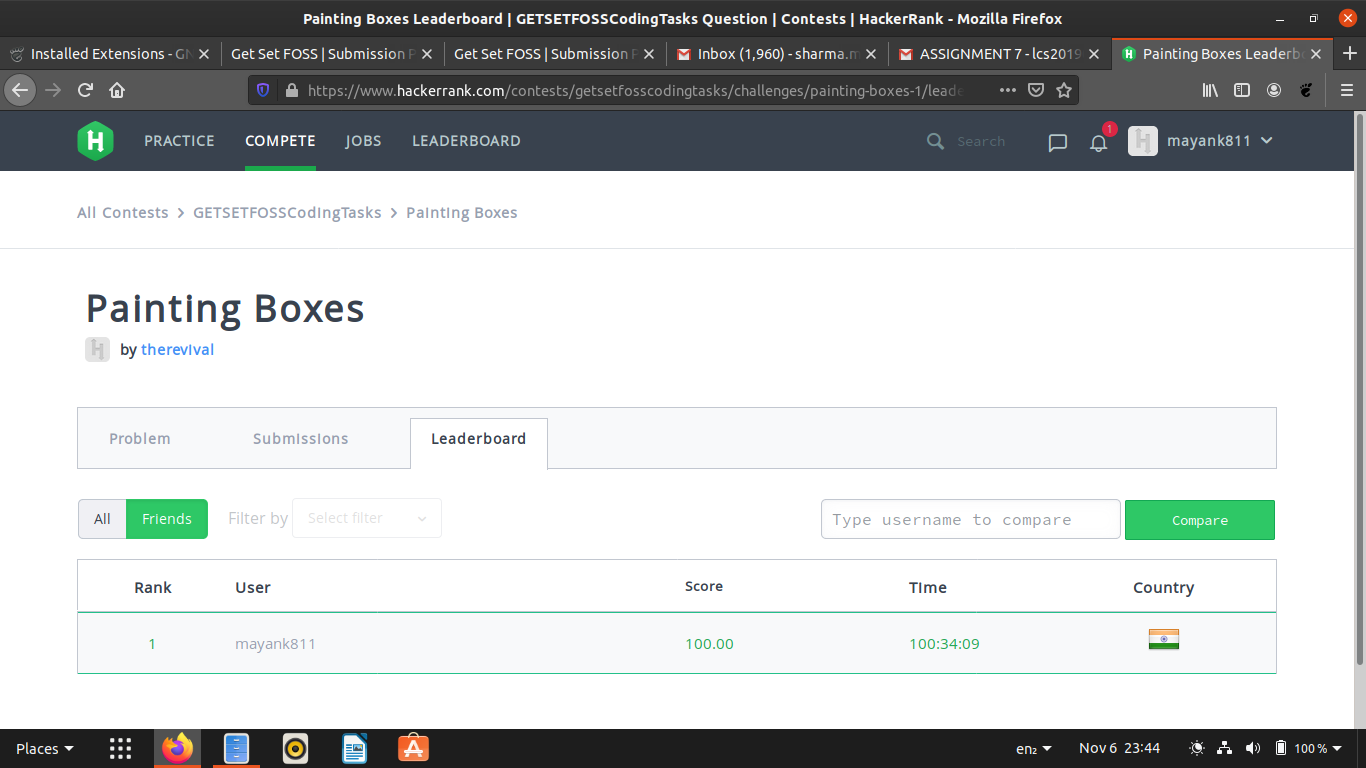 Painting Boxes Leaderboard | GETSETFOSSCodingTasks Question | Contests | HackerRank - Mozilla Firefox
Installed Extensions - GN
Get Set FOSS | Submission P
Get Set FOSS | Submission P
Inbox (1,960) - sharma.m
ASSIGNMENT 7 - lcs2019
Painting Boxes Leaderb
https://www.hackerrank.com/contests/getsetfosscodingtasks/challenges/painting-boxes-1/leade
H PRACTICE COMPETE JOBS LEADERBOARD Search 1 H mayank811
All Contests > GETSETFOSSCodingTasks > Painting Boxes
Painting Boxes
H by therevival
Problem Submissions Leaderboard
All Friends Filter by Select filter Type username to compare Compare
Rank User Score Time Country
1 mayank811 100.00 100:34:09
Places en₂ Nov 6 23:44 100 %